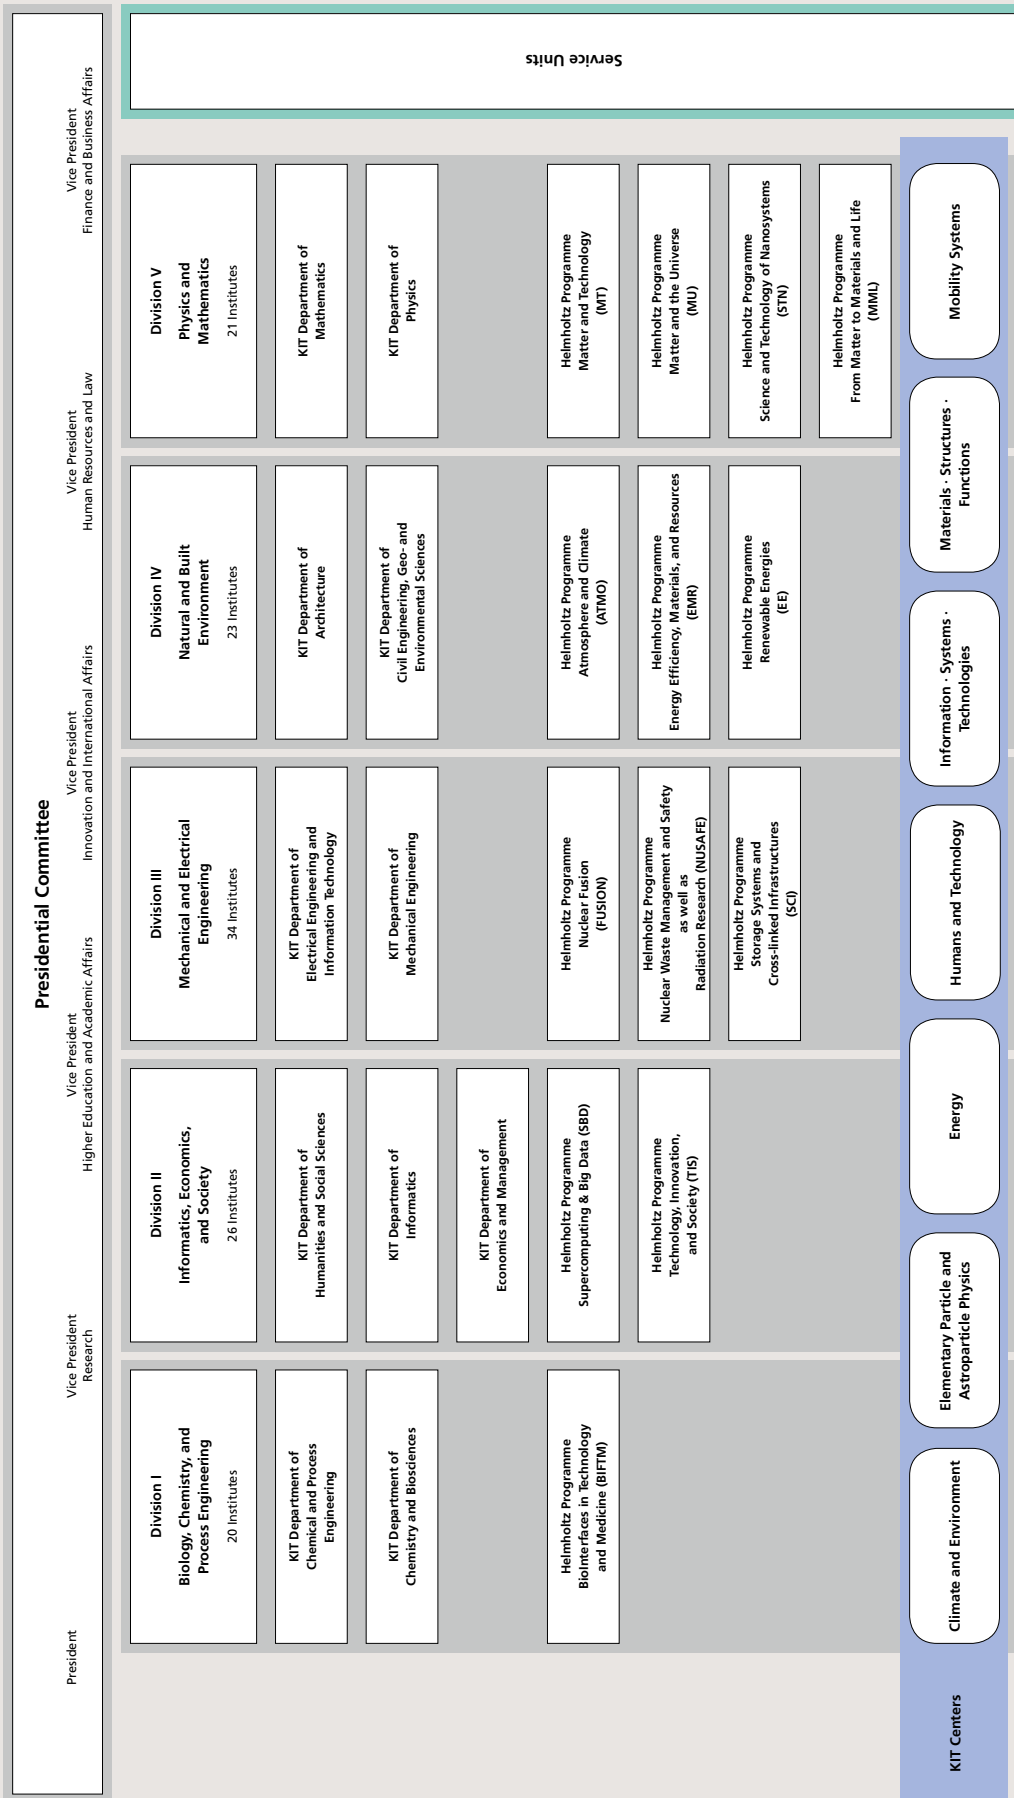 Presidential Committee
President
Vice President
Research
Vice President
Higher Education and Academic Affairs
Vice President
Innovation and International Affairs
Vice President
Human Resources and Law
Vice President
Finance and Business Affairs
Division I
Biology, Chemistry, and
Process Engineering
20 Institutes
KIT Department of
Chemical and Process
Engineering
KIT Department of
Chemistry and Biosciences
Helmholtz Programme
BioInterfaces in Technology
and Medicine (BIFTM)
Division II
Informatics, Economics,
and Society
26 Institutes
KIT Department of
Humanities and Social Sciences
KIT Department of
Informatics
KIT Department of
Economics and Management
Helmholtz Programme
Supercomputing & Big Data (SBD)
Helmholtz Programme
Technology, Innovation,
and Society (TIS)
Division III
Mechanical and Electrical
Engineering
34 Institutes
KIT Department of
Electrical Engineering and
Information Technology
KIT Department of
Mechanical Engineering
Helmholtz Programme
Nuclear Fusion
(FUSION)
Helmholtz Programme
Nuclear Waste Management and Safety
as well as
Radiation Research (NUSAFE)
Helmholtz Programme
Storage Systems and
Cross-linked Infrastructures
(SCI)
Division IV
Natural and Built
Environment
23 Institutes
KIT Department of
Architecture
KIT Department of
Civil Engineering, Geo- and
Environmental Sciences
Helmholtz Programme
Atmosphere and Climate
(ATMO)
Helmholtz Programme
Energy Efficiency, Materials, and Resources
(EMR)
Helmholtz Programme
Renewable Energies
(EE)
Division V
Physics and
Mathematics
21 Institutes
KIT Department of
Mathematics
KIT Department of
Physics
Helmholtz Programme
Matter and Technology
(MT)
Helmholtz Programme
Matter and the Universe
(MU)
Helmholtz Programme
Science and Technology of Nanosystems
(STN)
Helmholtz Programme
From Matter to Materials and Life
(MML)
Service Units
KIT Centers
Climate and Environment
Elementary Particle and
Astroparticle Physics
Energy
Humans and Technology
Information · Systems ·
Technologies
Materials · Structures ·
Functions
Mobility Systems